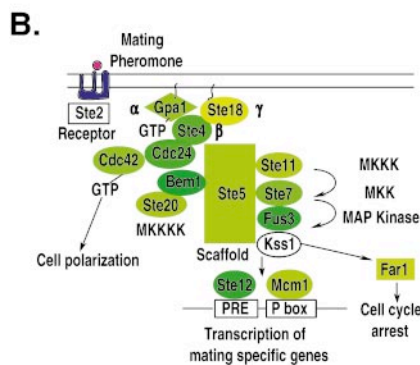 B.
Mating
Pheromone
α Gpa1 Ste18 γ
Ste2
Receptor
GTP Ste4 β
Cdc42 Cdc24
GTP
Bem1
Ste20
MKKKK
Ste5
Scaffold
Ste11 MKKK
Ste7 MKK
Fus3 MAP Kinase
Kss1
Cell polarization
Far1
Ste12 Mcm1
PRE P box
Cell cycle
arrest
Transcription of
mating specific genes